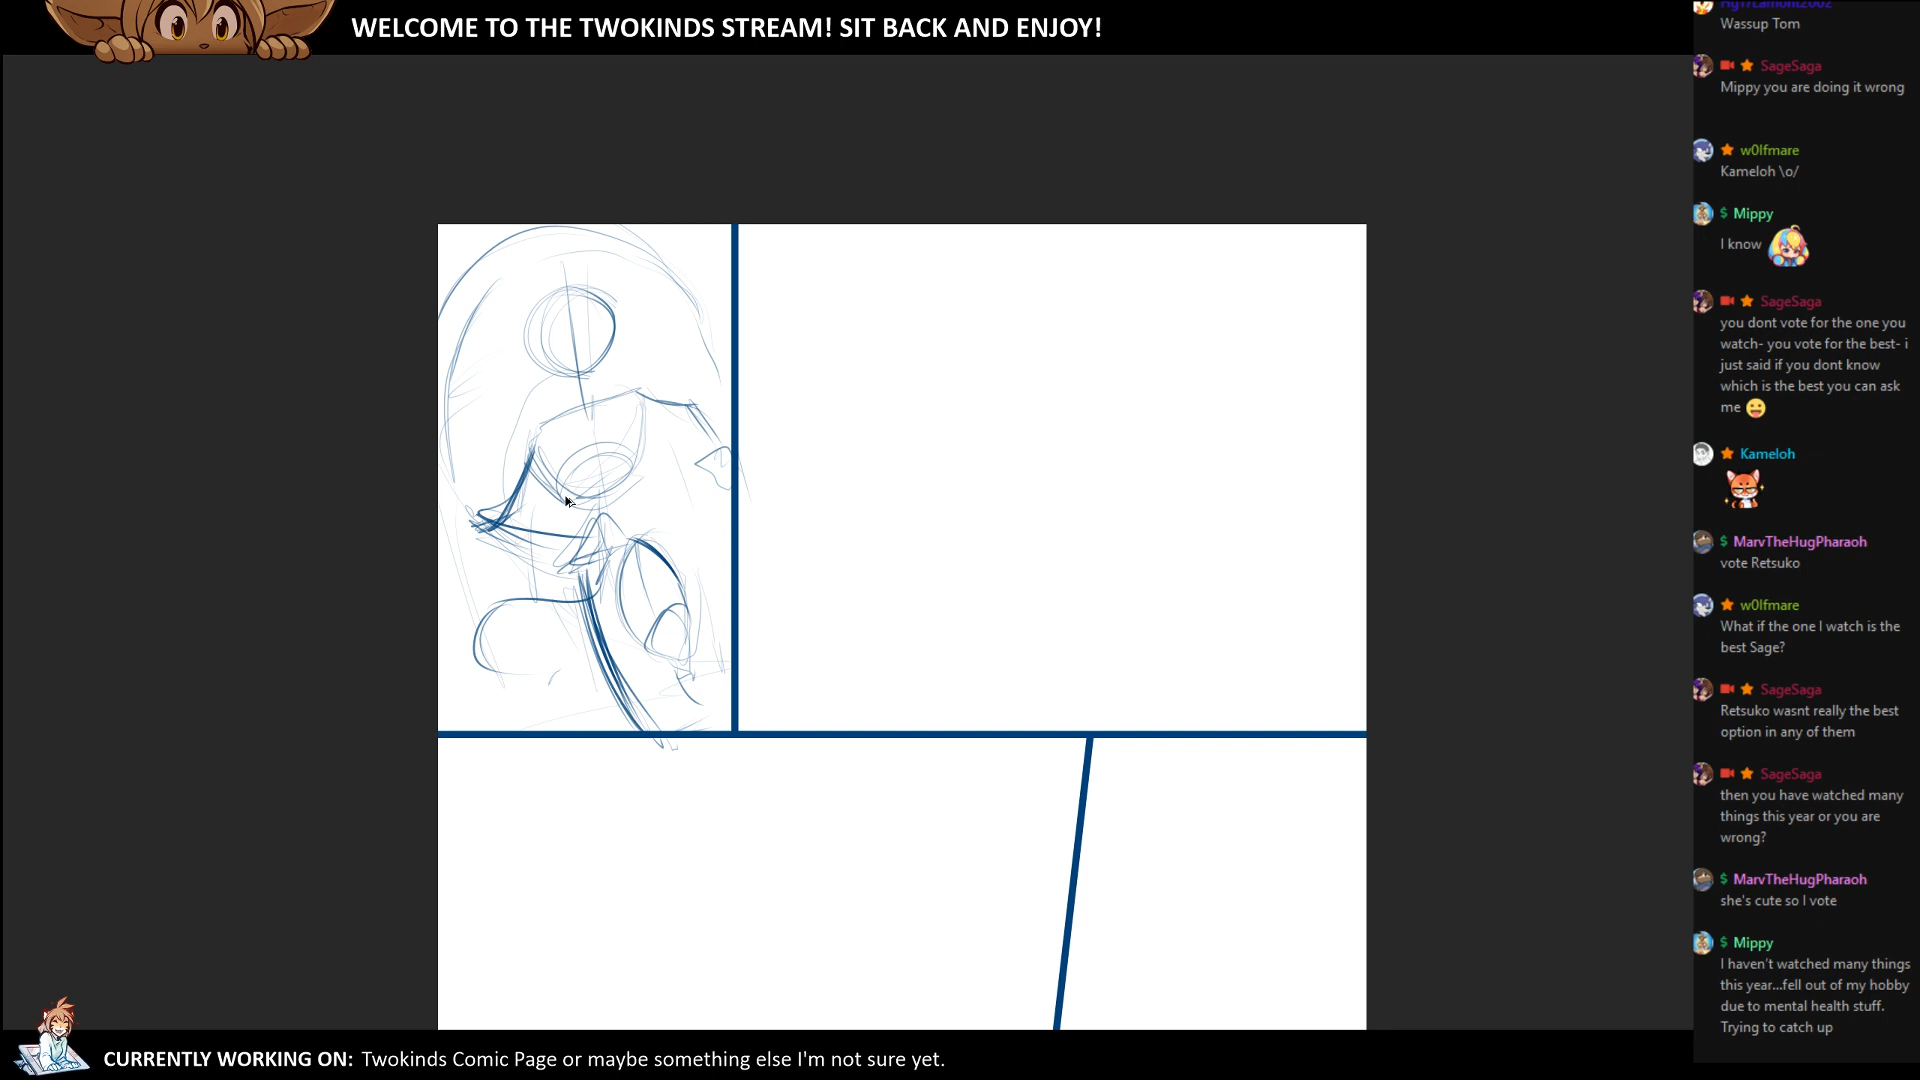 WELCOME TO THE TWOKINDS STREAM! SIT BACK AND ENJOY!
Wassup Tom
SageSaga
Mippy you are doing it wrong
w0lfmare
Kameloh \o/
$ Mippy
I know
SageSaga
you dont vote for the one you
watch- you vote for the best- i
just said if you dont know
which is the best you can ask
me
Kameloh
$ MarvTheHugPharaoh
vote Retsuko
w0lfmare
What if the one I watch is the
best Sage?
SageSaga
Retsuko wasnt really the best
option in any of them
SageSaga
then you have watched many
things this year or you are
wrong?
$ MarvTheHugPharaoh
she's cute so I vote
$ Mippy
I haven't watched many things
this year...fell out of my hobby
due to mental health stuff.
Trying to catch up
CURRENTLY WORKING ON: Twokinds Comic Page or maybe something else I'm not sure yet.